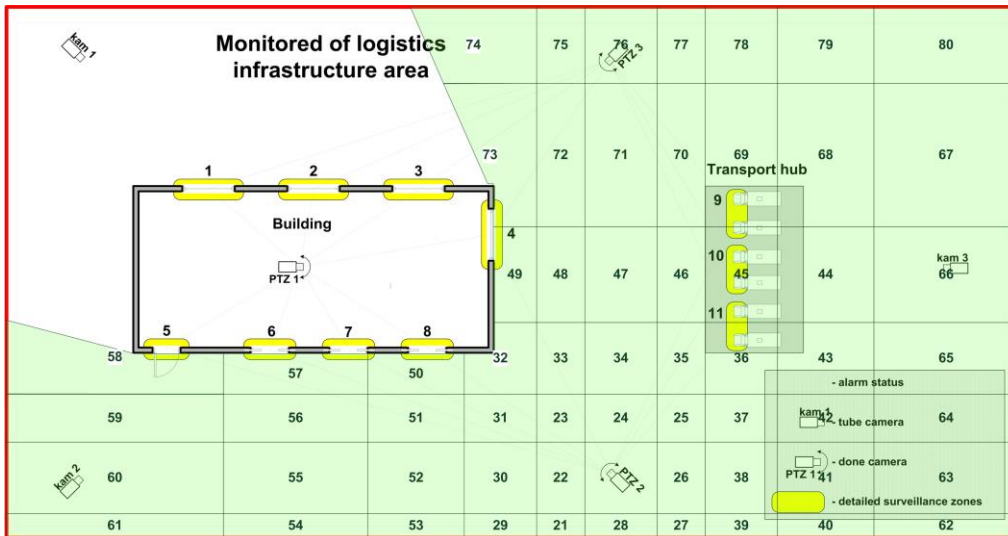 kam 1
Monitored of logistics
infrastructure area
74 75 76 77 78 79 80
PTZ 3
73 72 71 70 69 68 67
Transport hub
1 2 3
9
Building
4
10
PTZ 1
49 48 47 46 45 44 66
kam 3
11
5 6 7 8
58 57 50 32 33 34 35 36 43 65
- alarm status
59 56 51 31 23 24 25 37 42 64
kam 1
- tube camera
kam 2
60 55 52 30 22 26 38 41 63
PTZ 2
- done camera
PTZ 1
- detailed surveillance zones
61 54 53 29 21 28 27 39 40 62